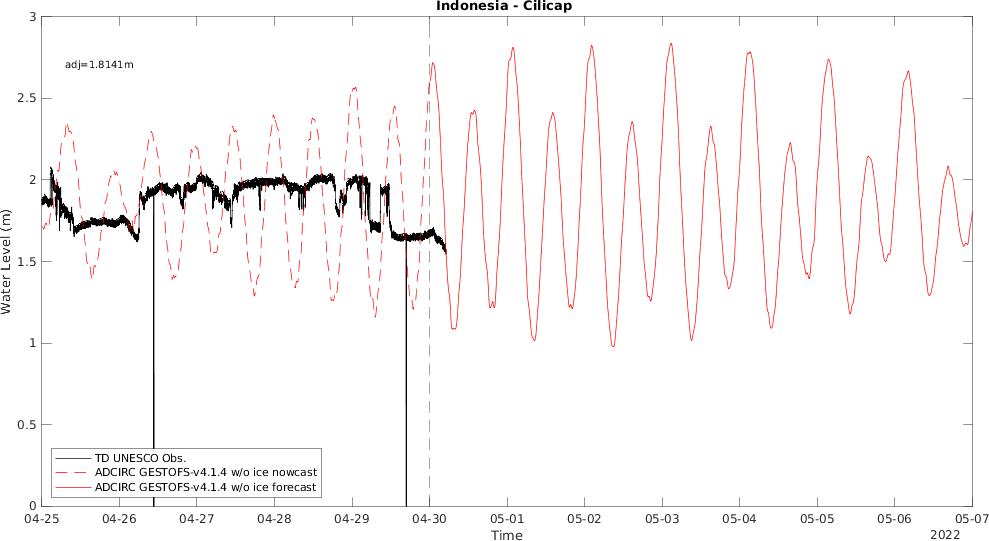 Indonesia - Cilicap
adj=1.8141m
3
2.5
2
1.5
1
0.5
0
Water Level (m)
TD UNESCO Obs.
ADCIRC GESTOFS-v4.1.4 w/o ice nowcast
ADCIRC GESTOFS-v4.1.4 w/o ice forecast
04-25 04-26 04-27 04-28 04-29 04-30 05-01 05-02 05-03 05-04 05-05 05-06 05-07
Time
2022